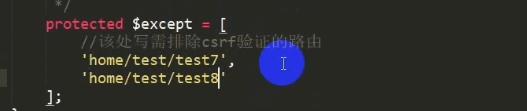 */
protected $except = [
//该处写需排除csrf验证的路由
'home/test/test7',
'home/test/test8'
];